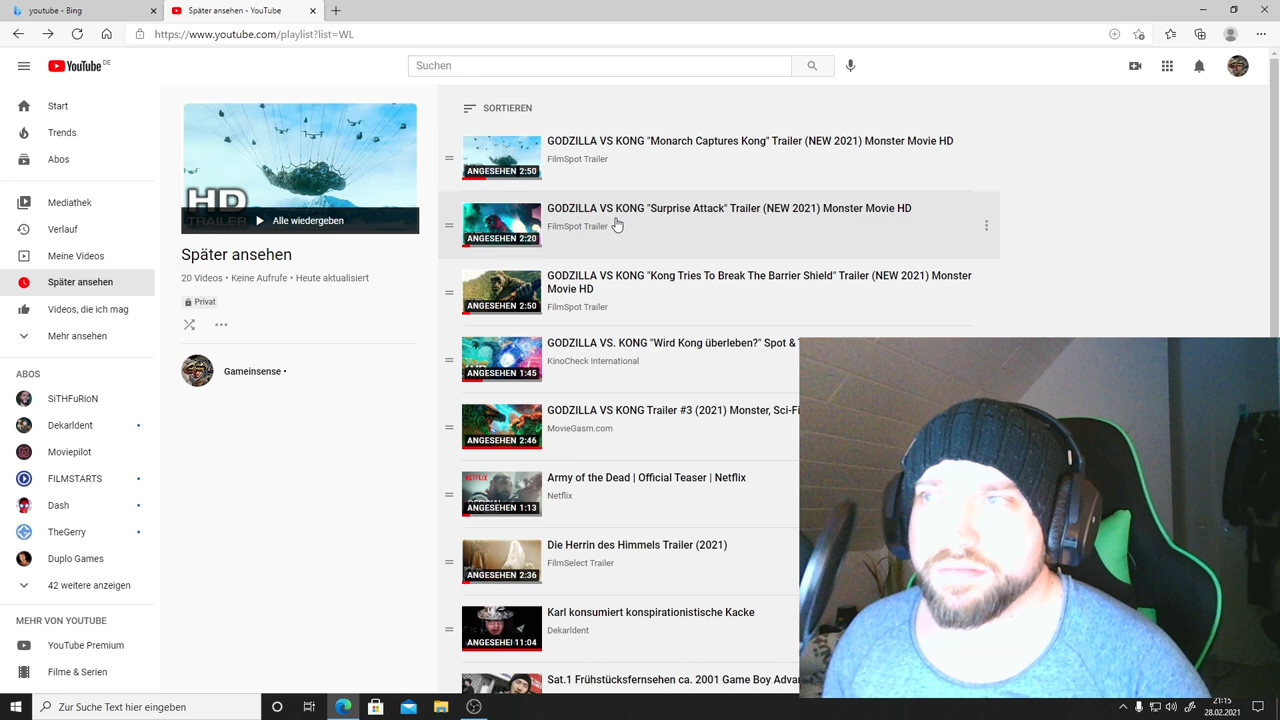 youtube - Bing
Später ansehen - YouTube
https://www.youtube.com/playlist?list=WL
YouTube DE
Suchen
Start
Trends
Abos
Mediathek
Verlauf
Meine Videos
Später ansehen
Videos, die ich mag
Mehr ansehen
ABOS
SiTHFuRioN
Dekarldent
Moviepilot
FILMSTARTS
Dash
TheGerry
Duplo Games
42 weitere anzeigen
MEHR VON YOUTUBE
YouTube Premium
Filme & Serien
HD
TRAILER
Alle wiedergeben
Später ansehen
20 Videos • Keine Aufrufe • Heute aktualisiert
Privat
Gameinsense •
SORTIEREN
ANGESEHEN 2:50
GODZILLA VS KONG "Monarch Captures Kong" Trailer (NEW 2021) Monster Movie HD
FilmSpot Trailer
ANGESEHEN 2:20
GODZILLA VS KONG "Surprise Attack" Trailer (NEW 2021) Monster Movie HD
FilmSpot Trailer
ANGESEHEN 2:50
GODZILLA VS KONG "Kong Tries To Break The Barrier Shield" Trailer (NEW 2021) Monster
Movie HD
FilmSpot Trailer
ANGESEHEN 1:45
GODZILLA VS. KONG "Wird Kong überleben?" Spot &
KinoCheck International
ANGESEHEN 2:46
GODZILLA VS KONG Trailer #3 (2021) Monster, Sci-Fi
MovieGasm.com
NETFLIX
ANGESEHEN 1:13
Army of the Dead | Official Teaser | Netflix
Netflix
ANGESEHEN 2:36
Die Herrin des Himmels Trailer (2021)
FilmSelect Trailer
ANGESEHEI 11:04
Karl konsumiert konspirationistische Kacke
Dekarldent
Sat.1 Frühstücksfernsehen ca. 2001 Game Boy Advan
Zur Suche Text hier eingeben
21:15
28.02.2021